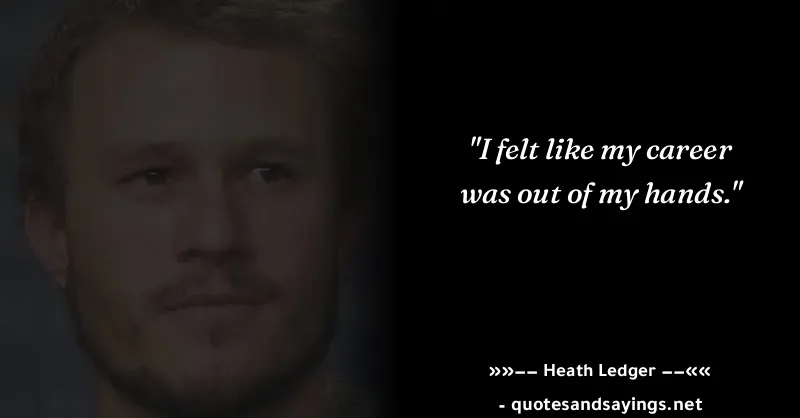 "I felt like my career
was out of my hands."
»»−− Heath Ledger −−««
- quotesandsayings.net